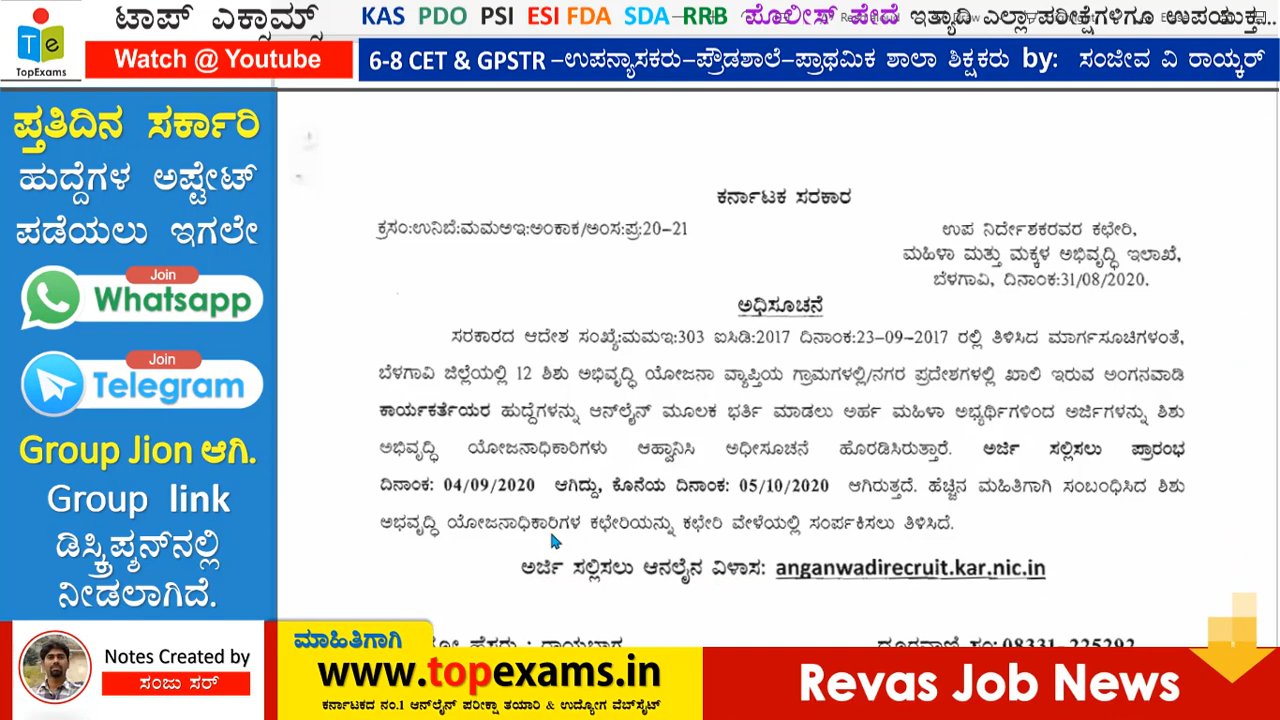 ಟಾಪ್ ಎಕ್ಸಾಮ್ಸ್ KAS PDO PSI ESI FDA SDA RRB ಪೊಲೀಸ್ ಪೇದೆ ಇತ್ಯಾದಿ ಎಲ್ಲಾ ಪರೀಕ್ಷೆಗಳಿಗೂ ಉಪಯುಕ್ತ...
Te
TopExams
Watch @ Youtube
6-8 CET & GPSTR –ಉಪನ್ಯಾಸಕರು–ಪ್ರೌಢಶಾಲೆ–ಪ್ರಾಥಮಿಕ ಶಾಲಾ ಶಿಕ್ಷಕರು by: ಸಂಜೀವ ವಿ ರಾಯ್ಕರ್
ಪ್ರತಿದಿನ ಸರ್ಕಾರಿ
ಹುದ್ದೆಗಳ ಅಪ್ಡೇಟ್
ಪಡೆಯಲು ಇಗಲೇ
Join
Whatsapp
Join
Telegram
Group Jion ಆಗಿ.
Group link
ಡಿಸ್ಕ್ರಿಪ್ಶನ್‌ನಲ್ಲಿ
ನೀಡಲಾಗಿದೆ.
ಕರ್ನಾಟಕ ಸರಕಾರ
ಕ್ರಸಂ:ಉನಿಬೆ:ಮಮಅಇ:ಅಂಕಾಕ/ಅಂಸ:ಪ್ರ:20-21
ಉಪ ನಿರ್ದೇಶಕರವರ ಕಛೇರಿ,
ಮಹಿಳಾ ಮತ್ತು ಮಕ್ಕಳ ಅಭಿವೃದ್ಧಿ ಇಲಾಖೆ,
ಬೆಳಗಾವಿ, ದಿನಾಂಕ:31/08/2020.
ಅಧಿಸೂಚನೆ
ಸರಕಾರದ ಆದೇಶ ಸಂಖ್ಯೆ:ಮಮಇ:303 ಐಸಿಡಿ:2017 ದಿನಾಂಕ:23-09-2017 ರಲ್ಲಿ ತಿಳಿಸಿದ ಮಾರ್ಗಸೂಚಿಗಳಂತೆ,
ಬೆಳಗಾವಿ ಜಿಲ್ಲೆಯಲ್ಲಿ 12 ಶಿಶು ಅಭಿವೃದ್ಧಿ ಯೋಜನಾ ವ್ಯಾಪ್ತಿಯ ಗ್ರಾಮಗಳಲ್ಲಿ/ನಗರ ಪ್ರದೇಶಗಳಲ್ಲಿ ಖಾಲಿ ಇರುವ ಅಂಗನವಾಡಿ
ಕಾರ್ಯಕರ್ತೆಯರ ಹುದ್ದೆಗಳನ್ನು ಆನ್‌ಲೈನ್ ಮೂಲಕ ಭರ್ತಿ ಮಾಡಲು ಅರ್ಹ ಮಹಿಳಾ ಅಭ್ಯರ್ಥಿಗಳಿಂದ ಅರ್ಜಿಗಳನ್ನು ಶಿಶು
ಅಭಿವೃದ್ಧಿ ಯೋಜನಾಧಿಕಾರಿಗಳು ಆಹ್ವಾನಿಸಿ ಅಧೀಸೂಚನೆ ಹೊರಡಿಸಿರುತ್ತಾರೆ. ಅರ್ಜಿ ಸಲ್ಲಿಸಲು ಪ್ರಾರಂಭ
ದಿನಾಂಕ: 04/09/2020 ಆಗಿದ್ದು, ಕೊನೆಯ ದಿನಾಂಕ: 05/10/2020 ಆಗಿರುತ್ತದೆ. ಹೆಚ್ಚಿನ ಮಹಿತಿಗಾಗಿ ಸಂಬಂಧಿಸಿದ ಶಿಶು
ಅಭವೃದ್ಧಿ ಯೋಜನಾಧಿಕಾರಿಗಳ ಕಛೇರಿಯನ್ನು ಕಛೇರಿ ವೇಳೆಯಲ್ಲಿ ಸಂರ್ಪಕಿಸಲು ತಿಳಿಸಿದೆ.
ಅರ್ಜಿ ಸಲ್ಲಿಸಲು ಆನಲೈನ ವಿಳಾಸ: anganwadirecruit.kar.nic.in
ಹೆಸರು : ರಾಯಬಾಗ ದೂರವಾಣಿ ಸಂ: 08331-225292
Notes Created by
ಸಂಜು ಸರ್
ಮಾಹಿತಿಗಾಗಿ
www.topexams.in
ಕರ್ನಾಟಕದ ನಂ.1 ಆನ್‌ಲೈನ್ ಪರೀಕ್ಷಾ ತಯಾರಿ & ಉದ್ಯೋಗ ವೆಬ್‌ಸೈಟ್
Revas Job News